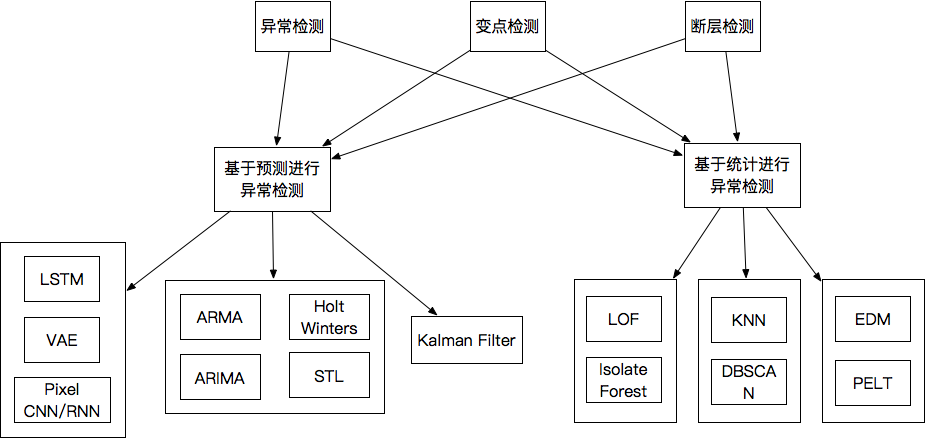 异常检测
变点检测
断层检测
基于预测进行
异常检测
基于统计进行
异常检测
LSTM
VAE
Pixel
CNN/RNN
ARMA
Holt
Winters
ARIMA
STL
Kalman Filter
LOF
Isolate
Forest
KNN
DBSCA
N
EDM
PELT